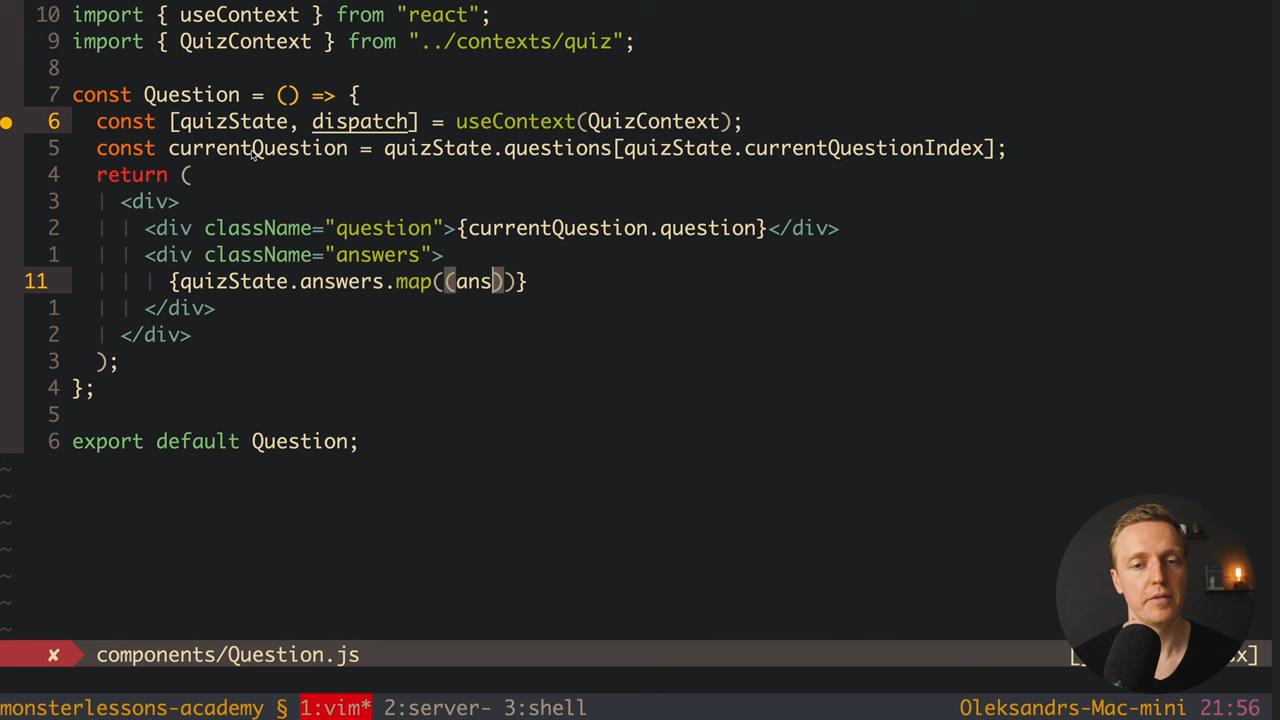 10 import { useContext } from "react";
9 import { QuizContext } from "../contexts/quiz";
8
7 const Question = () => {
6 const [quizState, dispatch] = useContext(QuizContext);
5 const currentQuestion = quizState.questions[quizState.currentQuestionIndex];
4 return (
3 <div>
2 <div className="question">{currentQuestion.question}</div>
1 <div className="answers">
11 {quizState.answers.map((ans))}
1 </div>
2 </div>
3 );
4 };
5
6 export default Question;
~
~
~
~
~
~
~
✘ components/Question.js
monsterlessons-academy § 1:vim* 2:server- 3:shell Oleksandrs-Mac-mini 21:56